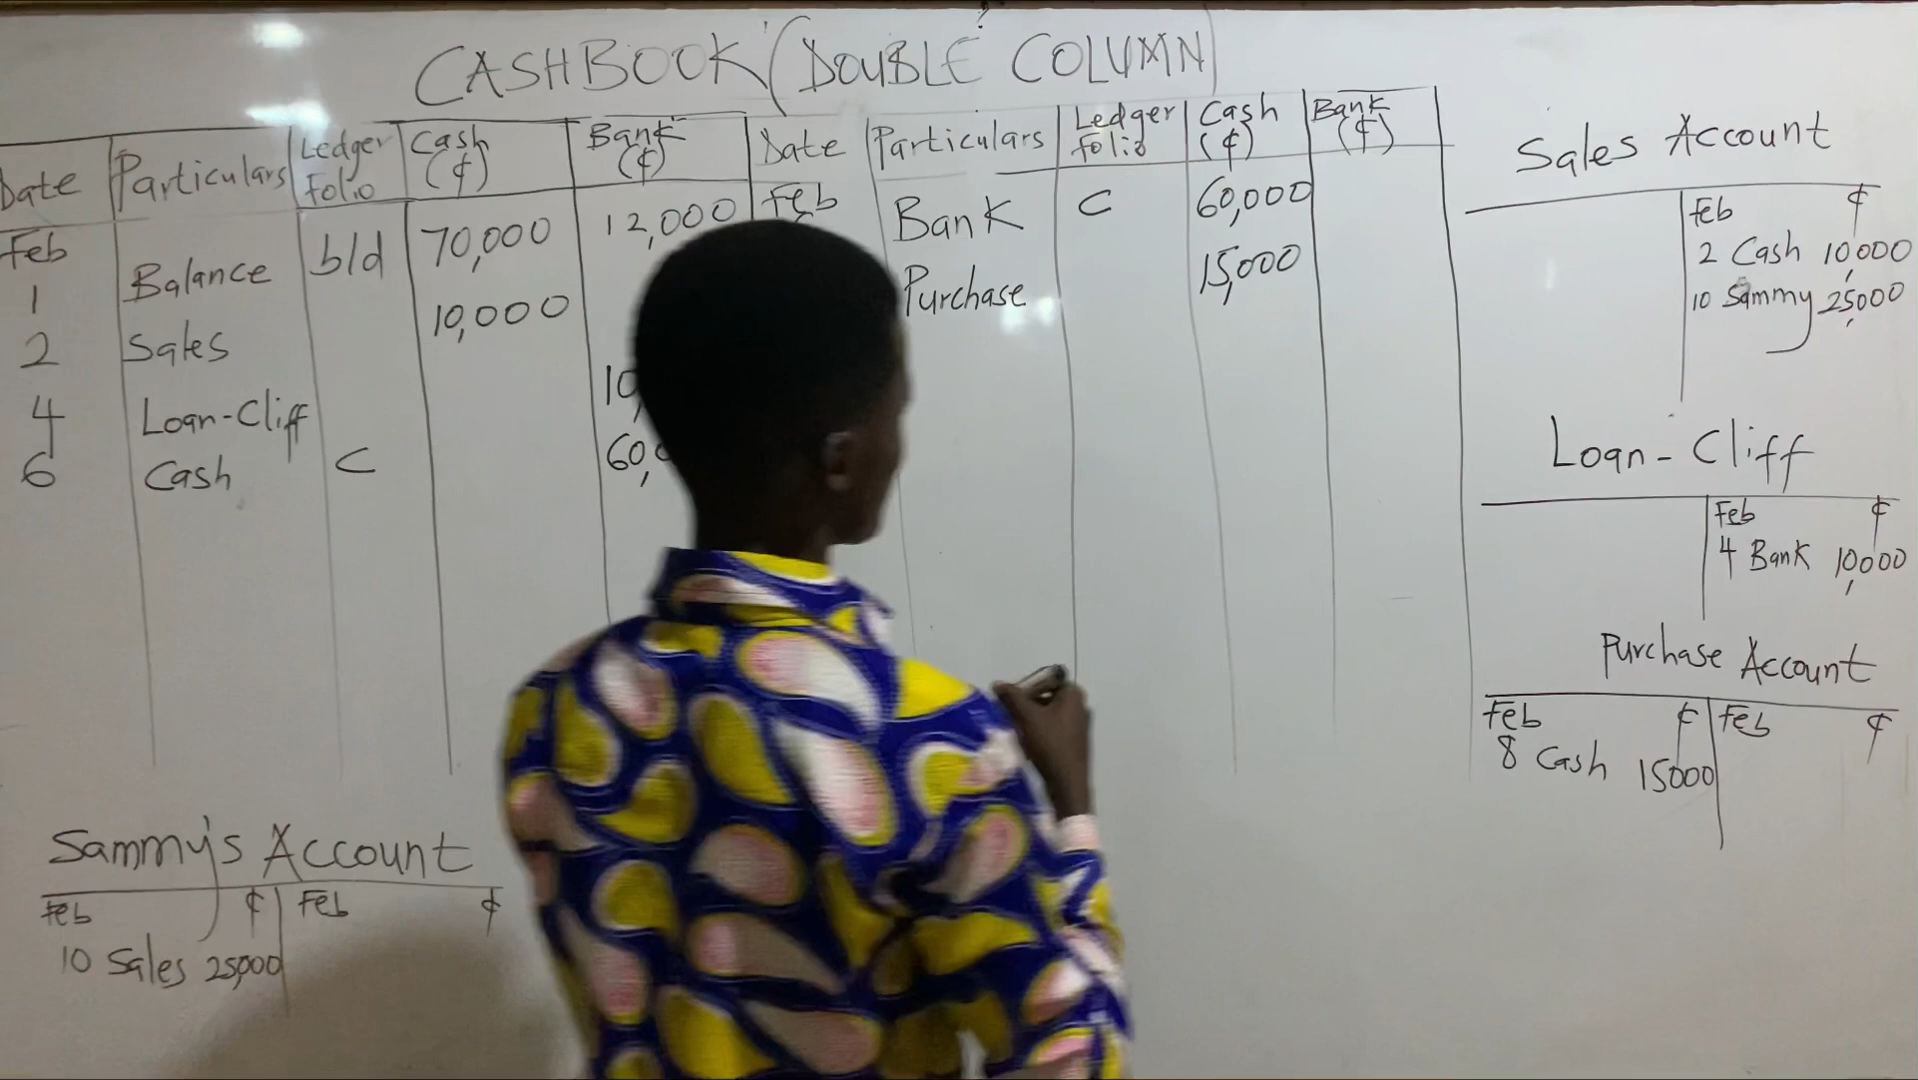 CASHBOOK (DOUBLE COLUMN)
Date Particulars Ledger Folio Cash (₵) Bank (₵) Date Particulars Ledger folio Cash (₵) Bank (₵)
Feb
1 Balance b/d 70,000 12,000
2 Sales 10,000
4 Loan-Cliff
6 Cash C
Feb
Bank C 60,000
Purchase 15,000
Sales Account
Feb ₵
2 Cash 10,000
10 Sammy 25,000
Loan-Cliff
Feb ₵
4 Bank 10,000
Purchase Account
Feb ₵ Feb ₵
8 Cash 15000
Sammy's Account
Feb ₵ Feb ₵
10 Sales 25,000